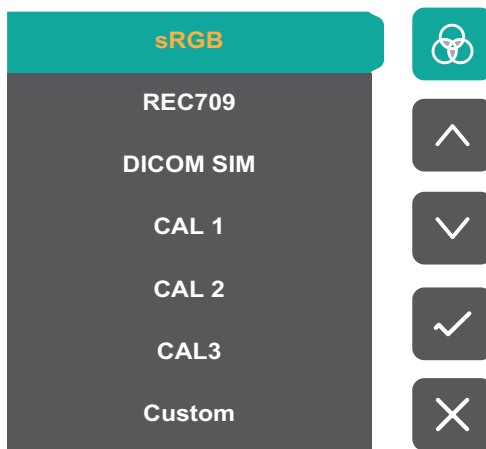 sRGB
REC709
DICOM SIM
CAL 1
CAL 2
CAL3
Custom